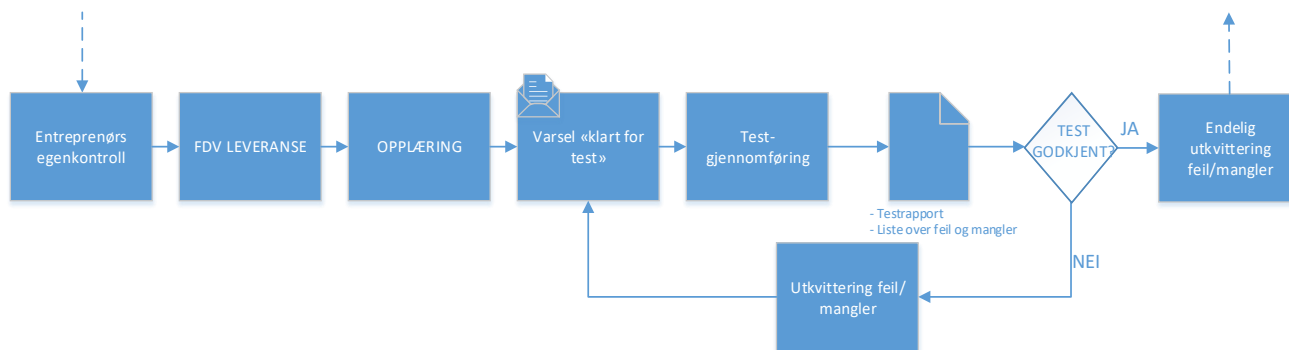 Entreprenørs
egenkontroll
FDV LEVERANSE
OPPLÆRING
Varsel «klart for
test»
Test-
gjennomføring
- Testrapport
- Liste over feil og mangler
TEST
GODKJENT?
JA
Endelig
utkvittering
feil/mangler
NEI
Utkvittering feil/
mangler